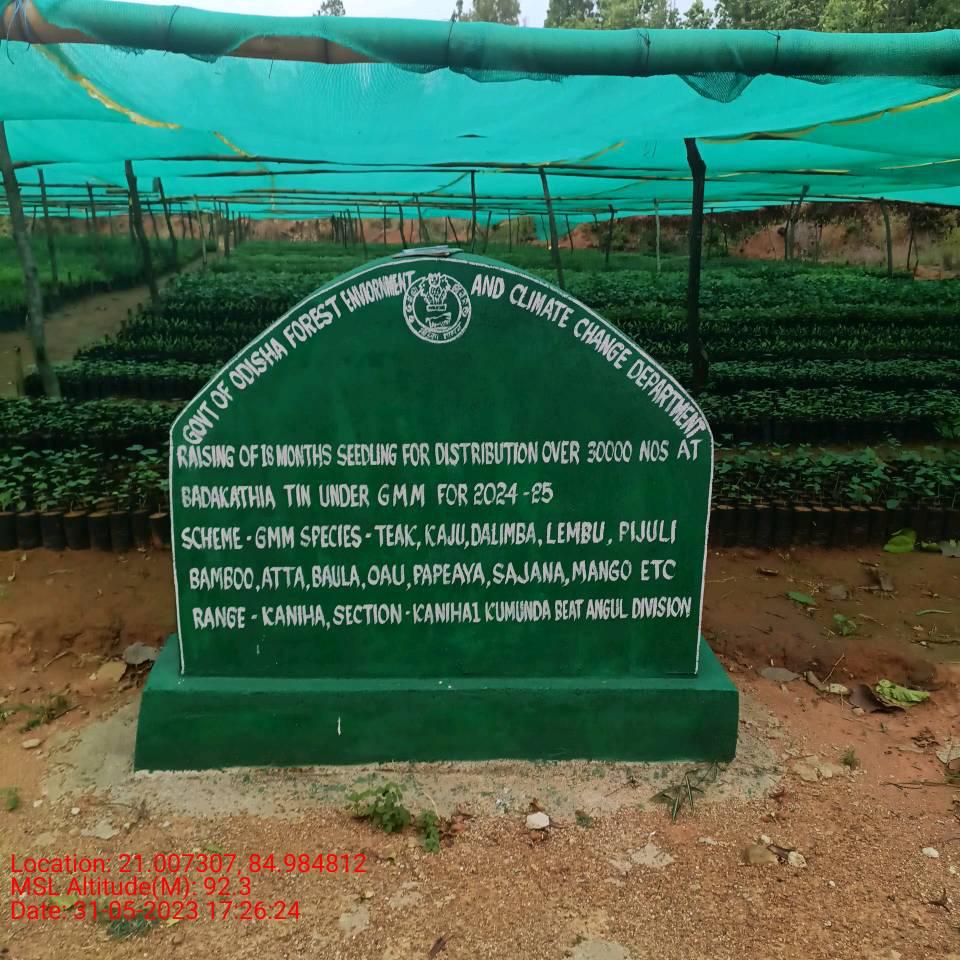 GOVT OF ODISHA FOREST ENVIORNMENT AND CLIMATE CHANGE DEPARTMENT
RAISING OF 18 MONTHS SEEDLING FOR DISTRIBUTION OVER 30000 NOS AT
BADAKATHIA TIN UNDER GMM FOR 2024-25
SCHEME - GMM SPECIES - TEAK, KAJU, DALIMBA, LEMBU, PIJULI
BAMBOO, ATTA, BAULA, OAU, PAPEAYA, SAJANA, MANGO ETC
RANGE - KANIHA, SECTION - KANIHA1 KUMUNDA BEAT ANGUL DIVISION
Location: 21.007307, 84.984812
MSL Altitude(M): 92.3
Date: 31-05-2023 17:26:24